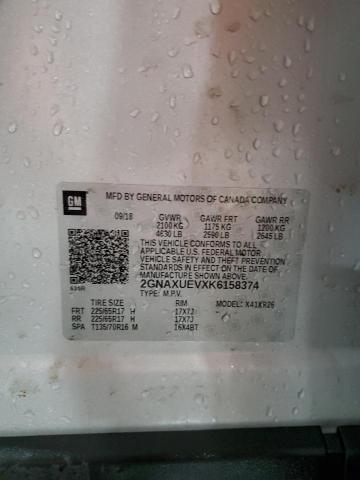 GM
MFD BY GENERAL MOTORS OF CANADA COMPANY
09/18 GVWR GAWR FRT GAWR RR
2100 KG 1175 KG 1200 KG
4630 LB 2590 LB 2645 LB
THIS VEHICLE CONFORMS TO ALL
APPLICABLE U.S. FEDERAL MOTOR
VEHICLE SAFETY, BUMPER, AND THEFT
PREVENTION STANDARDS IN EFFECT
ON THE DATE OF
MANUFACTURE SHOWN ABOVE.
2GNAXUEVXK6158374
TYPE: M.P.V. MODEL: X41XR26
TIRE SIZE RIM
FRT 225/65R17 H 17X7J
RR 225/65R17 H 17X7J
SPA T135/70R16 M 16X4BT